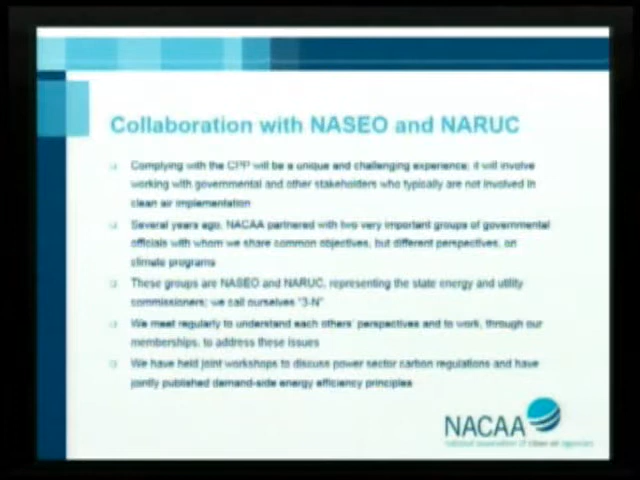 Collaboration with NASEO and NARUC
Complying with the CPP will be a unique and challenging experience; it will involve
working with governmental and other stakeholders who typically are not involved in
clean air implementation
Several years ago, NACAA partnered with two very important groups of governmental
officials with whom we share common objectives, but different perspectives, on
climate programs
These groups are NASEO and NARUC, representing the state energy and utility
commissioners; we call ourselves "3-N"
We meet regularly to understand each others' perspectives and to work, through our
memberships, to address these issues
We have held joint workshops to discuss power sector carbon regulations and have
jointly published demand-side energy efficiency principles
NACAA
national association of clean air agencies